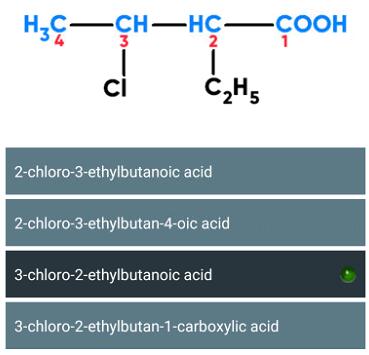 H₃C—CH—HC—COOH
4 3 2 1
Cl C₂H₅
2-chloro-3-ethylbutanoic acid
2-chloro-3-ethylbutan-4-oic acid
3-chloro-2-ethylbutanoic acid
3-chloro-2-ethylbutan-1-carboxylic acid